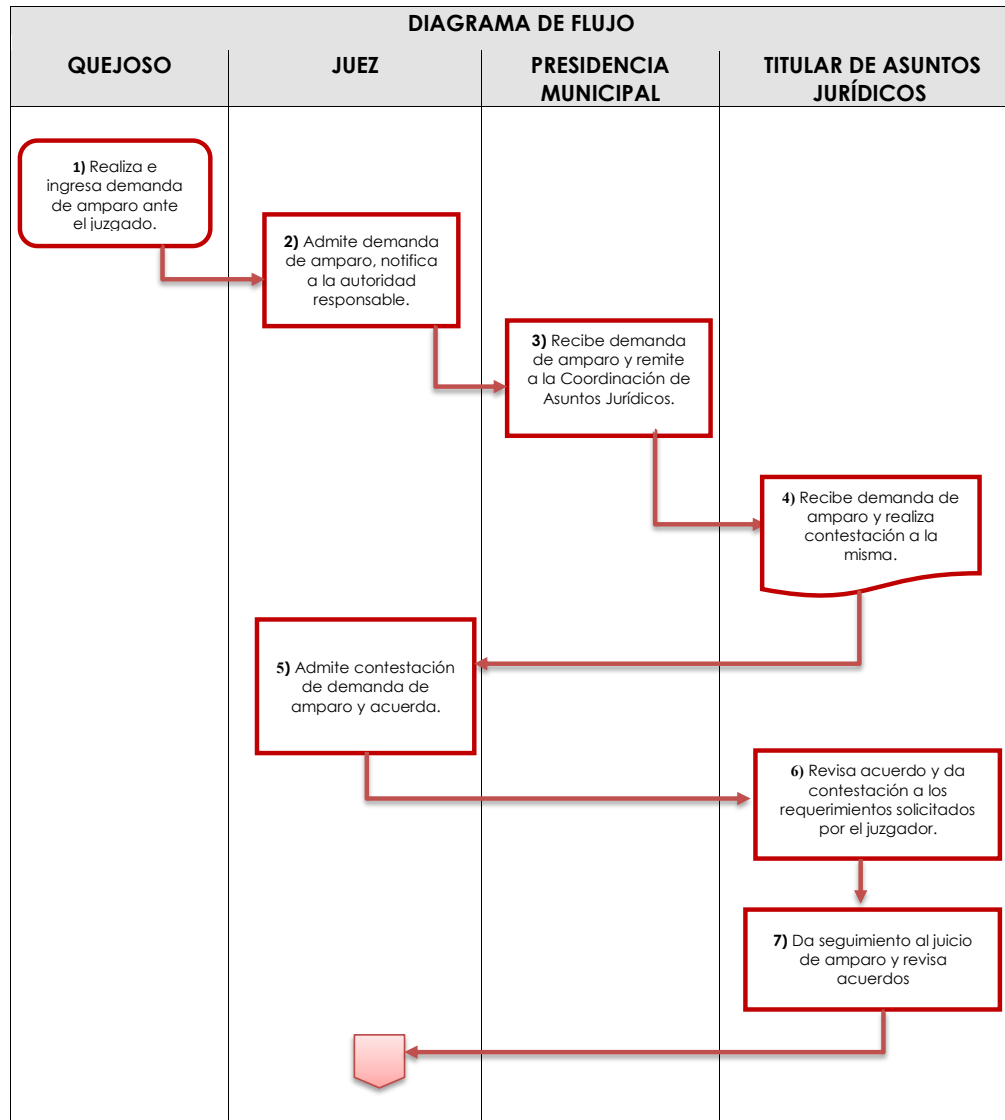 DIAGRAMA DE FLUJO
QUEJOSO
JUEZ
PRESIDENCIA
MUNICIPAL
TITULAR DE ASUNTOS
JURÍDICOS
1) Realiza e
ingresa demanda
de amparo ante
el juzgado.
2) Admite demanda
de amparo, notifica
a la autoridad
responsable.
3) Recibe demanda
de amparo y remite
a la Coordinación de
Asuntos Jurídicos.
4) Recibe demanda de
amparo y realiza
contestación a la
misma.
5) Admite contestación
de demanda de
amparo y acuerda.
6) Revisa acuerdo y da
contestación a los
requerimientos solicitados
por el juzgador.
7) Da seguimiento al juicio
de amparo y revisa
acuerdos